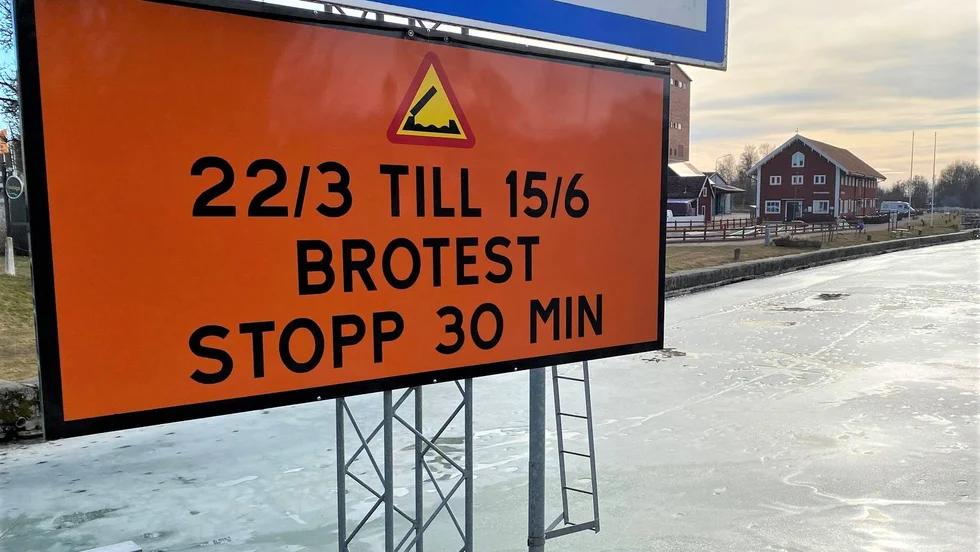 22/3 TILL 15/6
BROTEST
STOPP 30 MIN